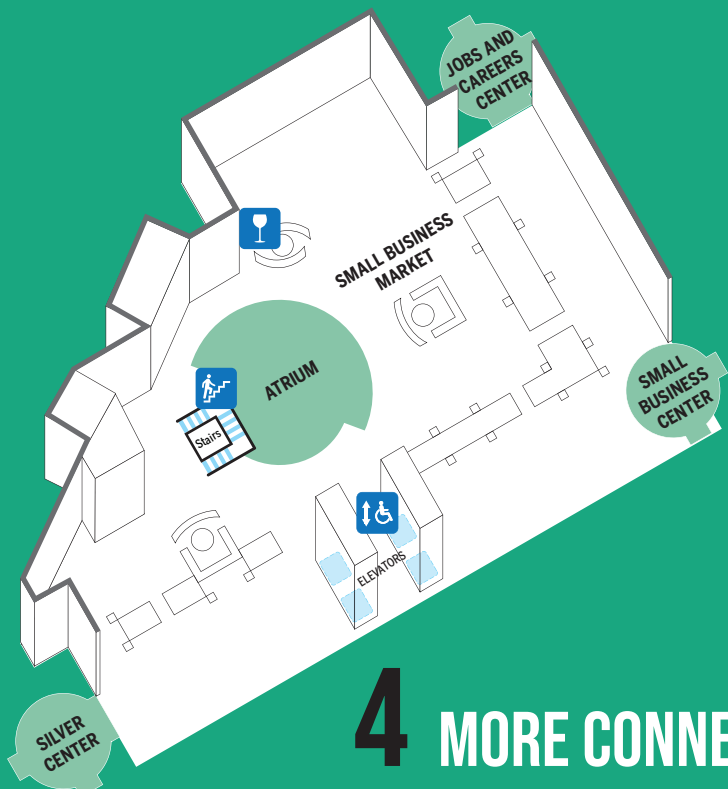 JOBS AND
CAREERS
CENTER
SMALL BUSINESS
MARKET
ATRIUM
SMALL
BUSINESS
CENTER
Stairs
ELEVATORS
SILVER
CENTER
4 MORE CONNE